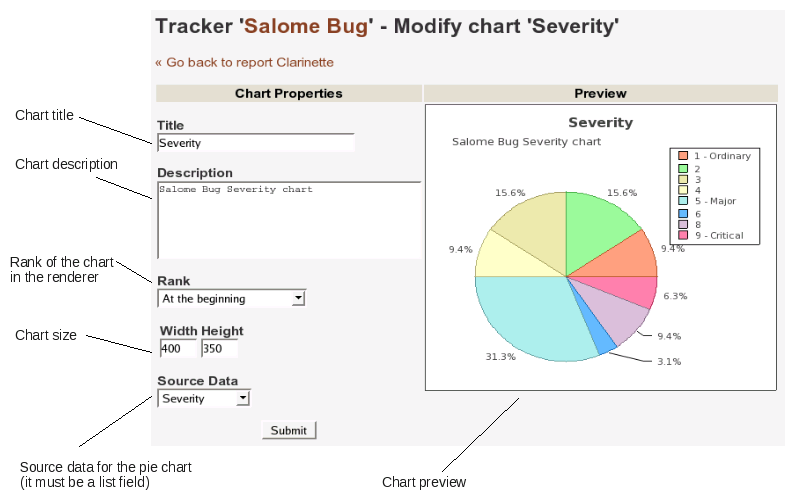 Tracker 'Salome Bug' - Modify chart 'Severity'
« Go back to report Clarinette
Chart Properties
Preview
Chart title
Title
Severity
Chart description
Description
Salome Bug Severity chart
Rank of the chart
in the renderer
Rank
At the beginning
Chart size
Width Height
400 350
Source Data
Severity
Submit
Source data for the pie chart
(it must be a list field)
Severity
Salome Bug Severity chart
1 - Ordinary
2
3
4
5 - Major
6
8
9 - Critical
15.6%
15.6%
9.4%
9.4%
6.3%
9.4%
3.1%
31.3%
Chart preview